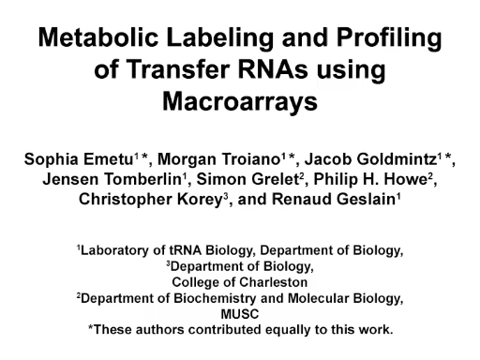 Metabolic Labeling and Profiling
of Transfer RNAs using
Macroarrays
Sophia Emetu¹*, Morgan Troiano¹*, Jacob Goldmintz¹*,
Jensen Tomberlin¹, Simon Grelet², Philip H. Howe²,
Christopher Korey³, and Renaud Geslain¹
¹Laboratory of tRNA Biology, Department of Biology,
³Department of Biology,
College of Charleston
²Department of Biochemistry and Molecular Biology,
MUSC
*These authors contributed equally to this work.